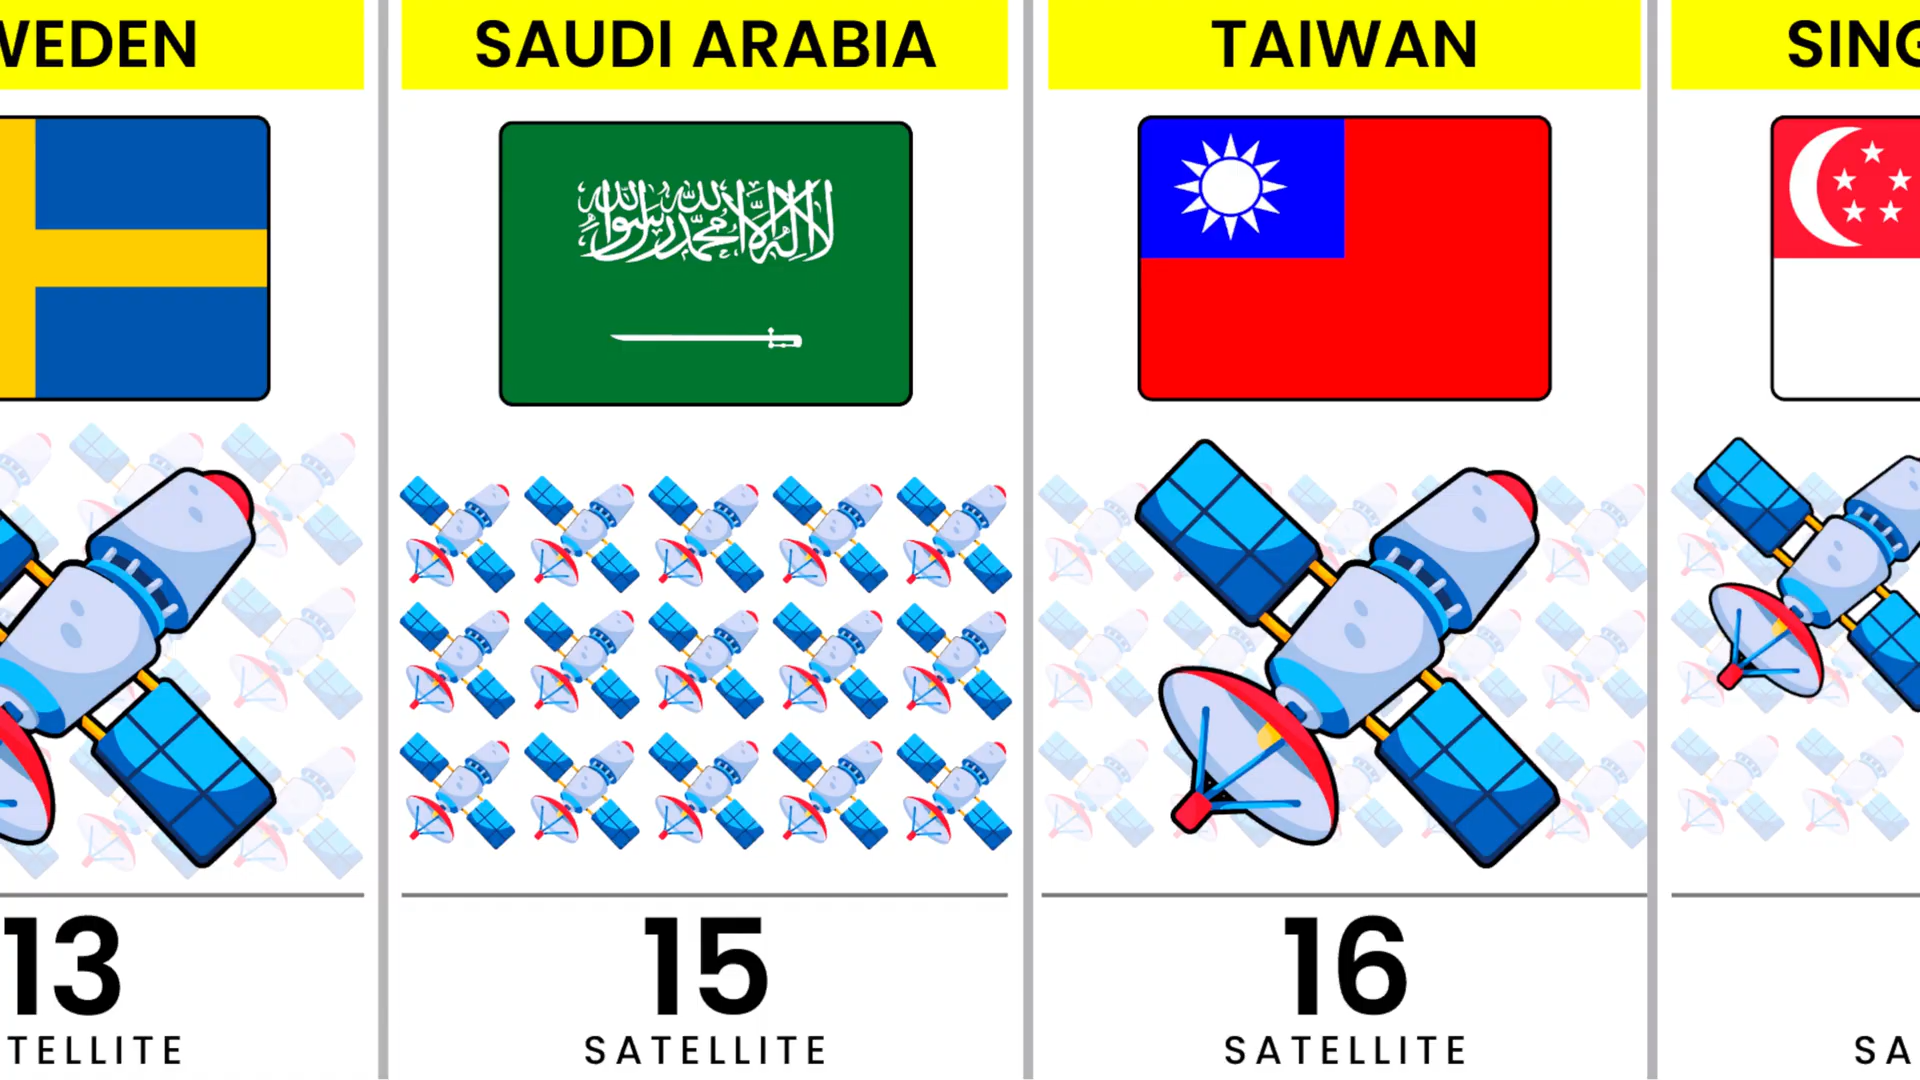 WEDEN
SAUDI ARABIA
TAIWAN
SING
لا إله إلا الله محمد رسول الله
13
TELLITE
15
SATELLITE
16
SATELLITE
SA